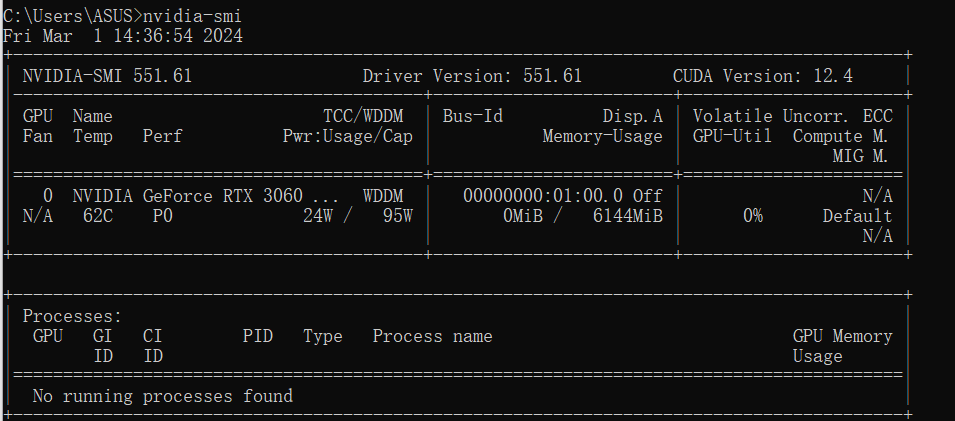 C:\Users\ASUS>nvidia-smi
Fri Mar  1 14:36:54 2024
NVIDIA-SMI 551.61 Driver Version: 551.61 CUDA Version: 12.4
GPU Name TCC/WDDM Bus-Id Disp.A Volatile Uncorr. ECC
Fan Temp Perf Pwr:Usage/Cap Memory-Usage GPU-Util Compute M.
MIG M.
0 NVIDIA GeForce RTX 3060 ... WDDM 00000000:01:00.0 Off N/A
N/A 62C P0 24W / 95W 0MiB / 6144MiB 0% Default
N/A
Processes:
GPU GI CI PID Type Process name GPU Memory
ID ID Usage
No running processes found